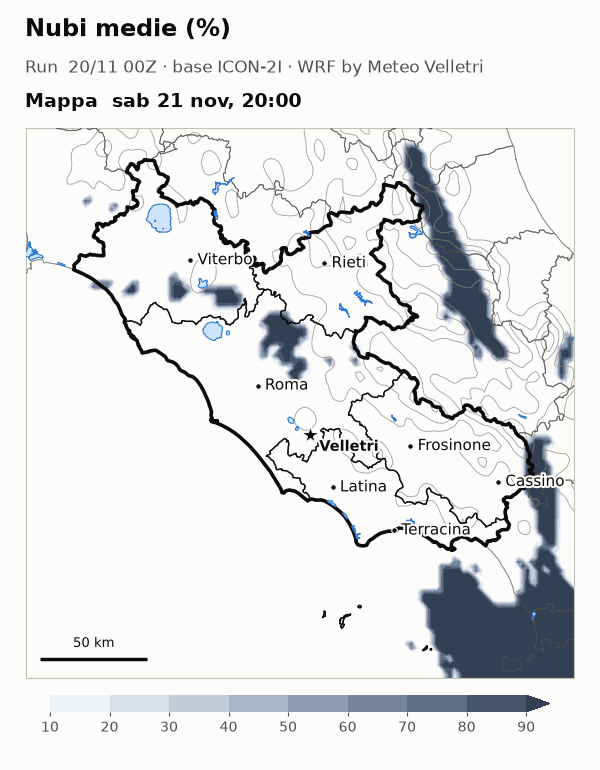 Nubi medie (%)
Run 20/11 00Z · base ICON-2I · WRF by Meteo Velletri
Mappa sab 21 nov, 20:00
Viterbo
Rieti
Roma
Velletri
Frosinone
Cassino
Latina
Terracina
50 km
10 20 30 40 50 60 70 80 90